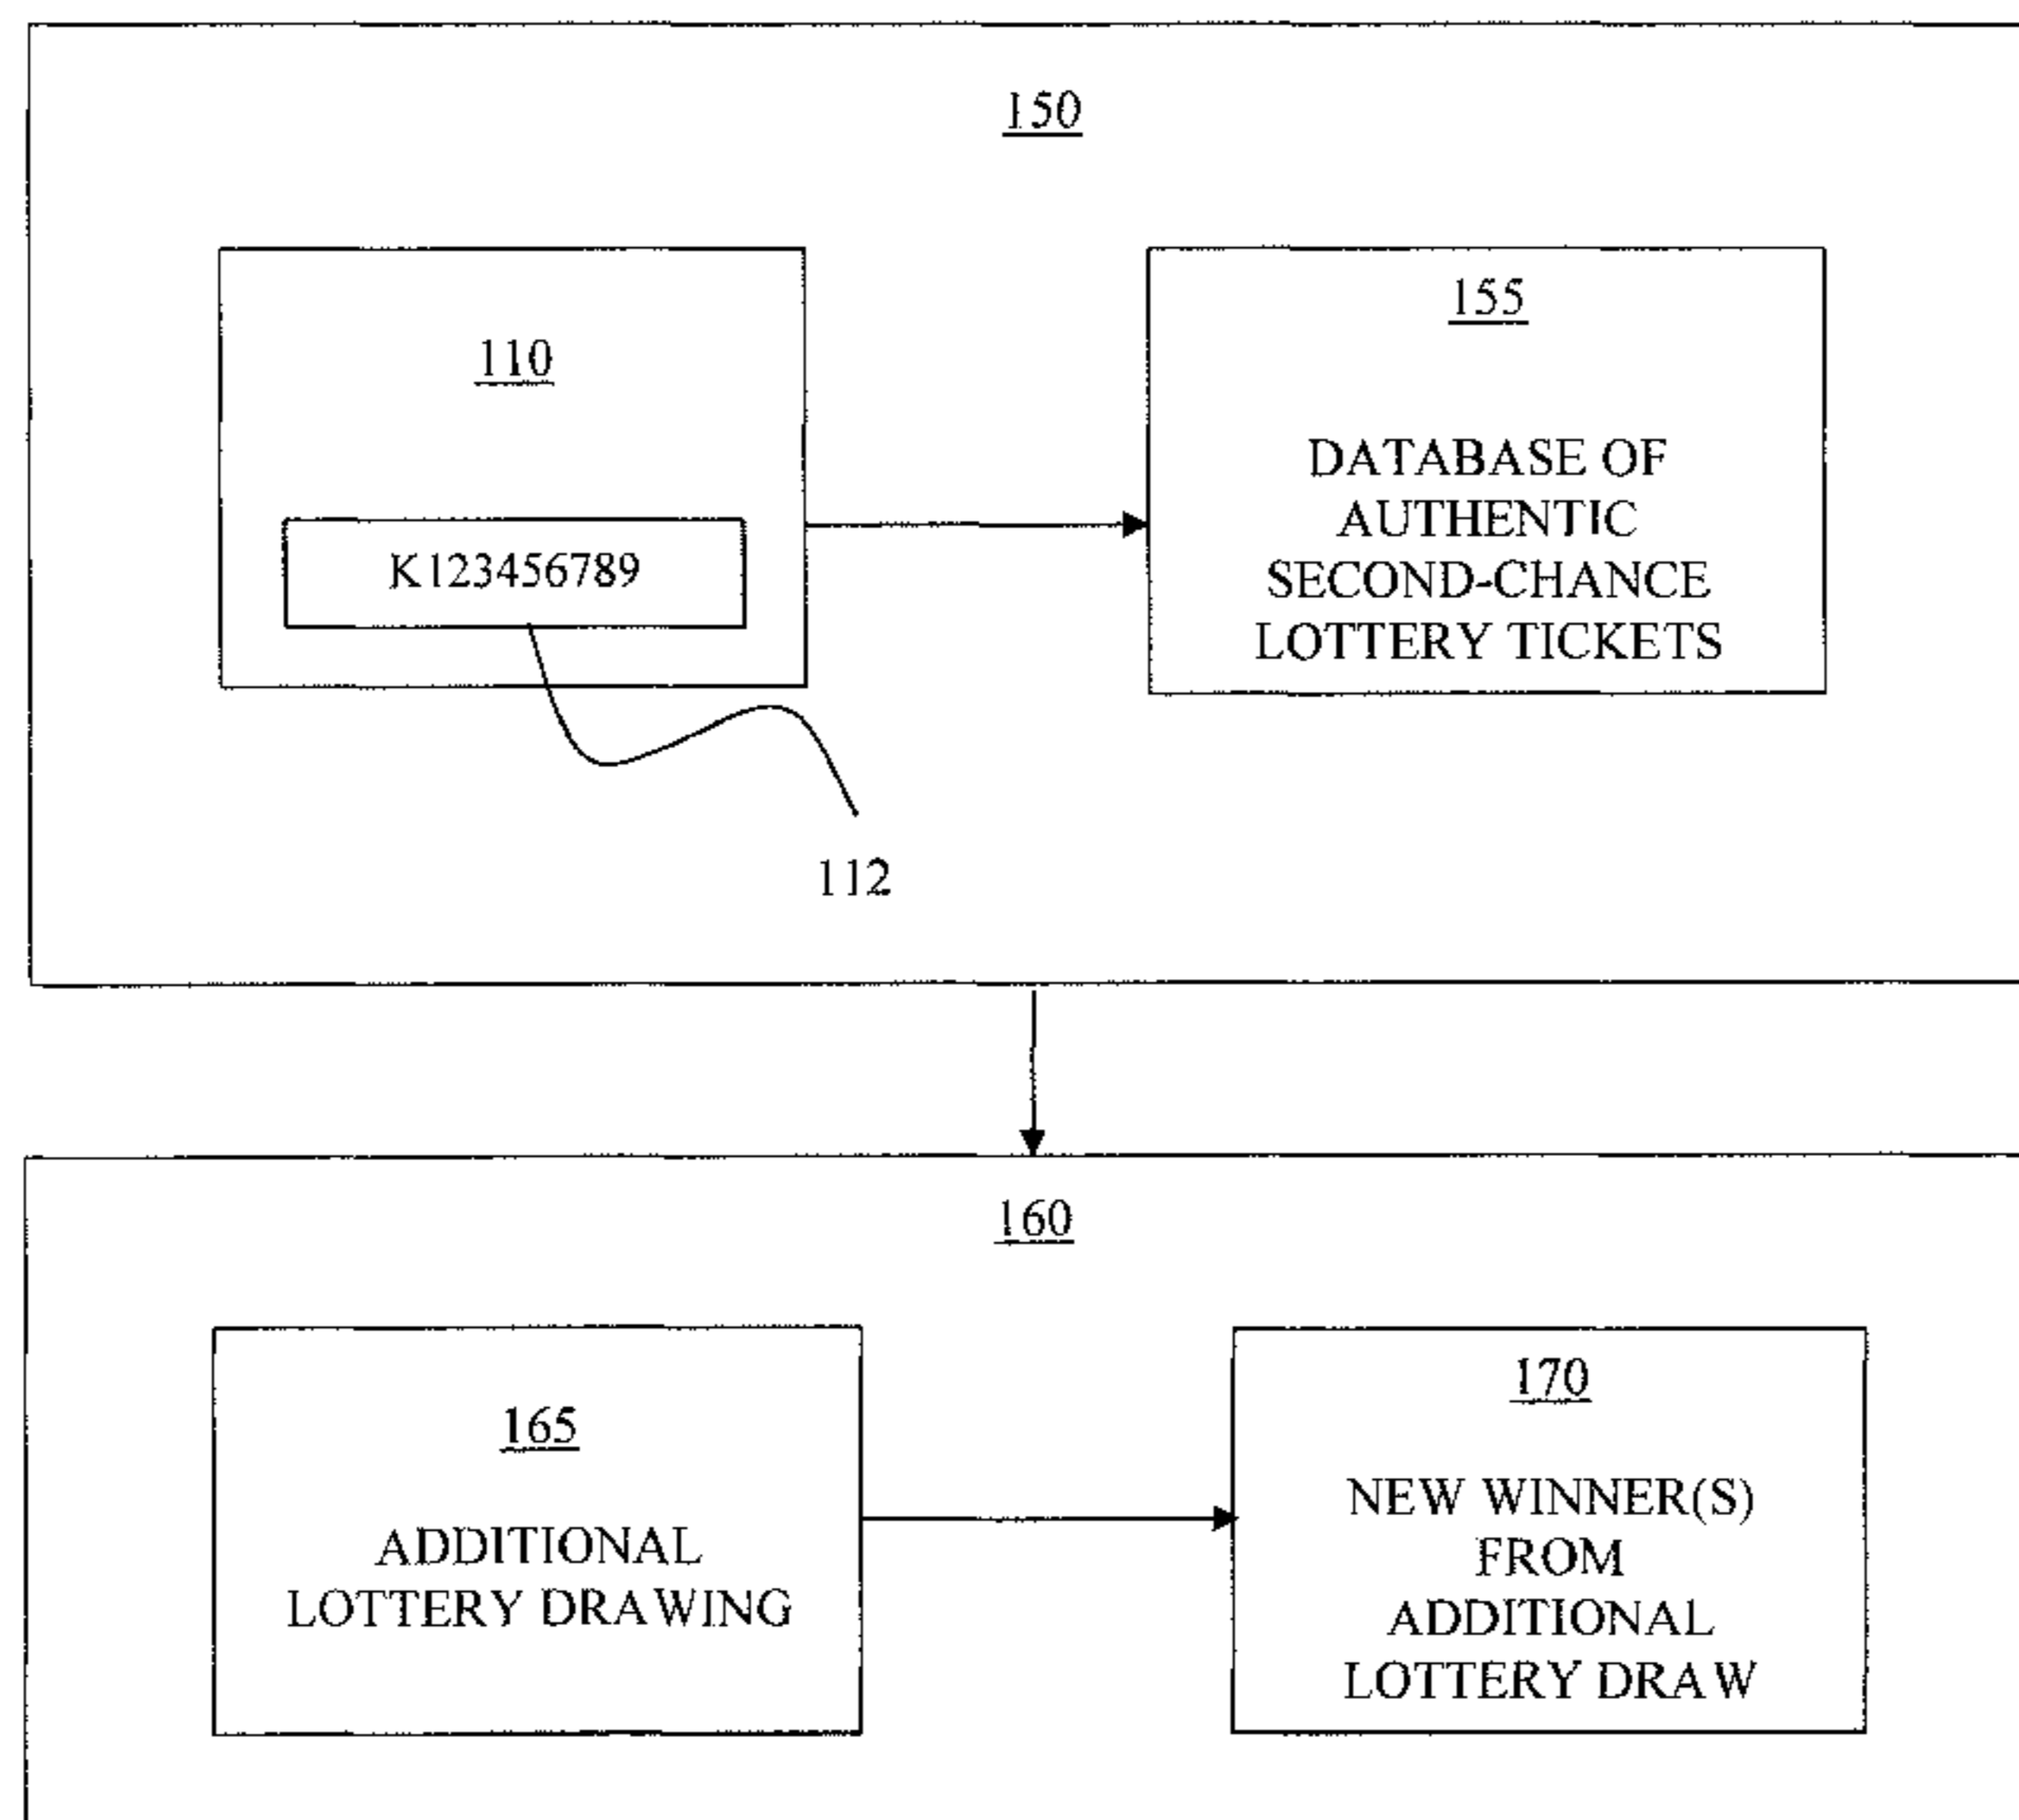 150
110
K123456789
112
155
DATABASE OF
AUTHENTIC
SECOND-CHANCE
LOTTERY TICKETS
160
165
ADDITIONAL
LOTTERY DRAWING
170
NEW WINNER(S)
FROM
ADDITIONAL
LOTTERY DRAW